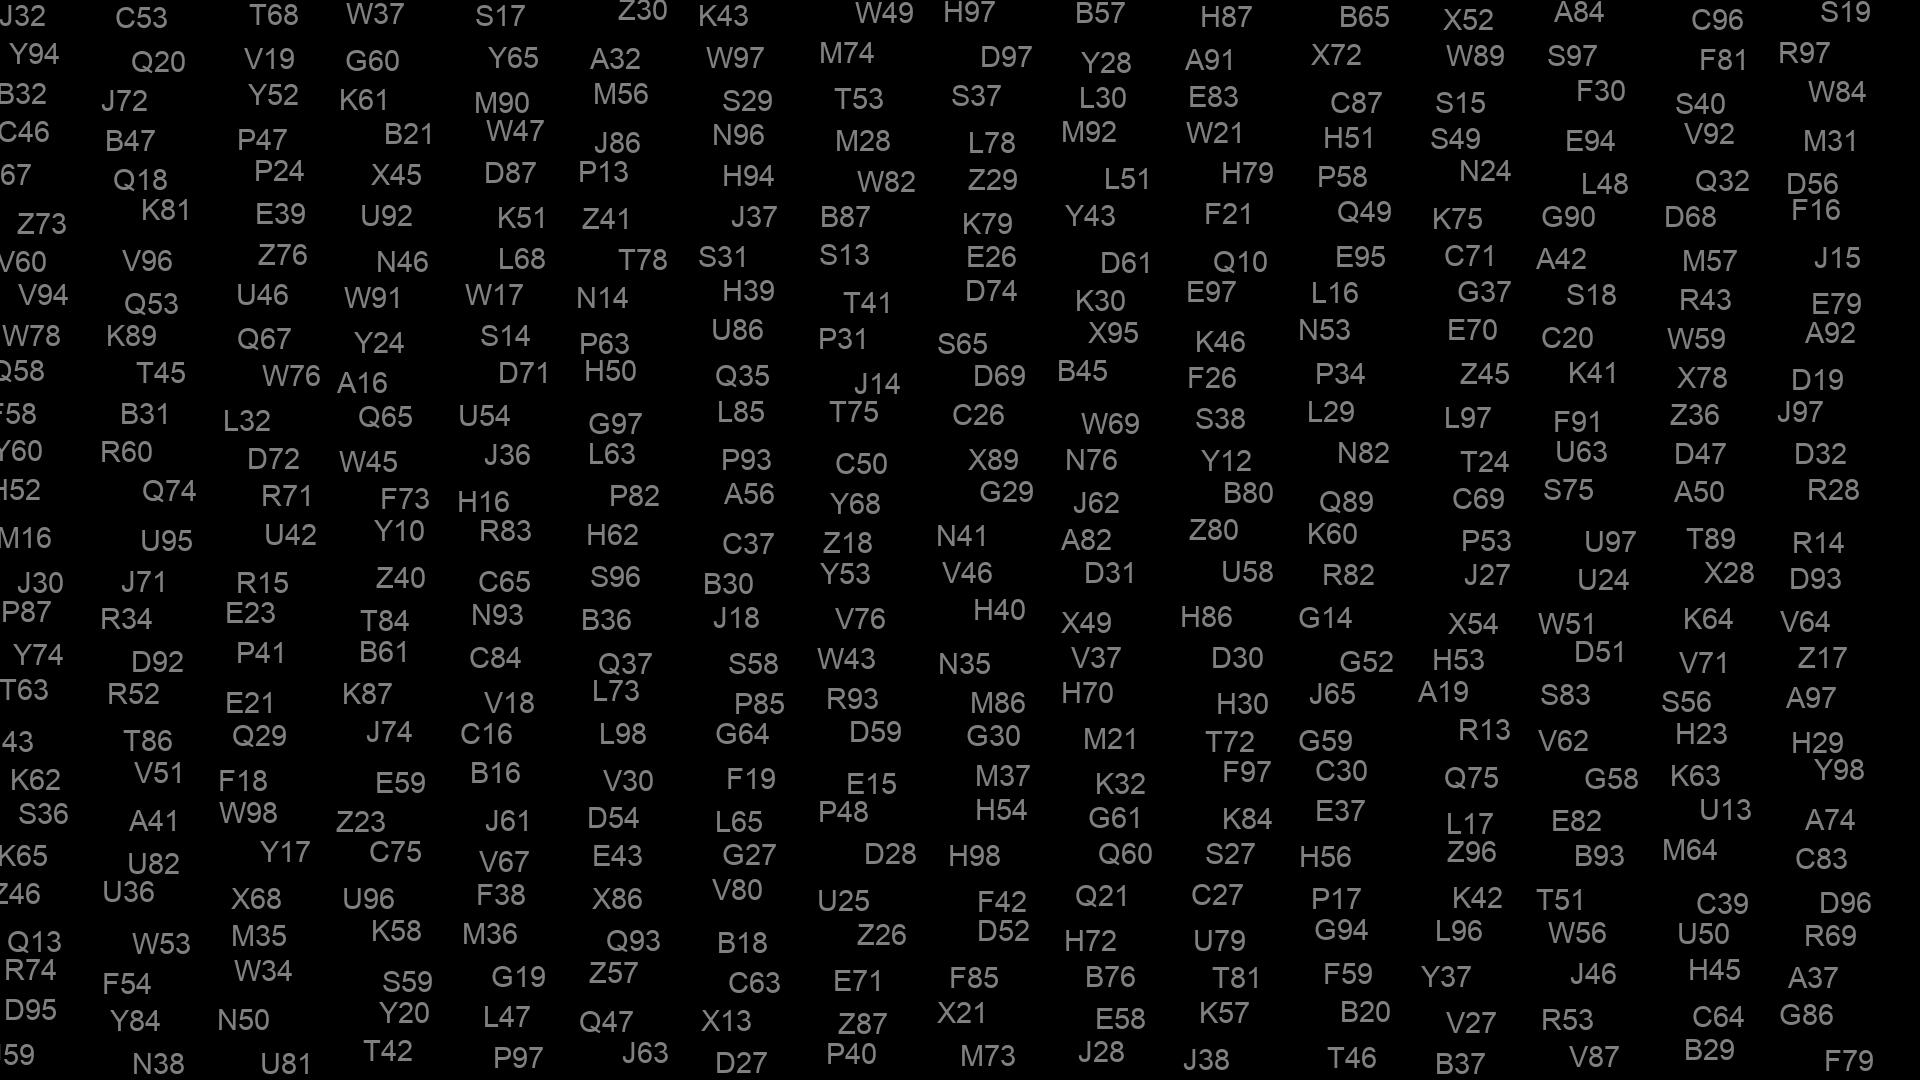 J32 C53 T68 W37 S17 Z30 K43 W49 H97 B57 H87 B65 X52 A84 C96 S19
Y94 Q20 V19 G60 Y65 A32 W97 M74 D97 Y28 A91 X72 W89 S97 F81 R97
B32 J72 Y52 K61 M90 M56 S29 T53 S37 L30 E83 C87 S15 F30 S40 W84
C46 B47 P47 B21 W47 J86 N96 M28 L78 M92 W21 H51 S49 E94 V92 M31
67 Q18 P24 X45 D87 P13 H94 W82 Z29 L51 H79 P58 N24 L48 Q32 D56
Z73 K81 E39 U92 K51 Z41 J37 B87 K79 Y43 F21 Q49 K75 G90 D68 F16
V60 V96 Z76 N46 L68 T78 S31 S13 E26 D61 Q10 E95 C71 A42 M57 J15
V94 Q53 U46 W91 W17 N14 H39 T41 D74 K30 E97 L16 G37 S18 R43 E79
W78 K89 Q67 Y24 S14 P63 U86 P31 S65 X95 K46 N53 E70 C20 W59 A92
Q58 T45 W76 A16 D71 H50 Q35 J14 D69 B45 F26 P34 Z45 K41 X78 D19
F58 B31 L32 Q65 U54 G97 L85 T75 C26 W69 S38 L29 L97 F91 Z36 J97
Y60 R60 D72 W45 J36 L63 P93 C50 X89 N76 Y12 N82 T24 U63 D47 D32
H52 Q74 R71 F73 H16 P82 A56 Y68 G29 J62 B80 Q89 C69 S75 A50 R28
M16 U95 U42 Y10 R83 H62 C37 Z18 N41 A82 Z80 K60 P53 U97 T89 R14
J30 J71 R15 Z40 C65 S96 B30 Y53 V46 D31 U58 R82 J27 U24 X28 D93
P87 R34 E23 T84 N93 B36 J18 V76 H40 X49 H86 G14 X54 W51 K64 V64
Y74 D92 P41 B61 C84 Q37 S58 W43 N35 V37 D30 G52 H53 D51 V71 Z17
T63 R52 E21 K87 V18 L73 P85 R93 M86 H70 H30 J65 A19 S83 S56 A97
43 T86 Q29 J74 C16 L98 G64 D59 G30 M21 T72 G59 R13 V62 H23 H29
K62 V51 F18 E59 B16 V30 F19 E15 M37 K32 F97 C30 Q75 G58 K63 Y98
S36 A41 W98 Z23 J61 D54 L65 P48 H54 G61 K84 E37 L17 E82 U13 A74
K65 U82 Y17 C75 V67 E43 G27 D28 H98 Q60 S27 H56 Z96 B93 M64 C83
Z46 U36 X68 U96 F38 X86 V80 U25 F42 Q21 C27 P17 K42 T51 C39 D96
Q13 W53 M35 K58 M36 Q93 B18 Z26 D52 H72 U79 G94 L96 W56 U50 R69
R74 F54 W34 S59 G19 Z57 C63 E71 F85 B76 T81 F59 Y37 J46 H45 A37
D95 Y84 N50 Y20 L47 Q47 X13 Z87 X21 E58 K57 B20 V27 R53 C64 G86
59 N38 U81 T42 P97 J63 D27 P40 M73 J28 J38 T46 B37 V87 B29 F79